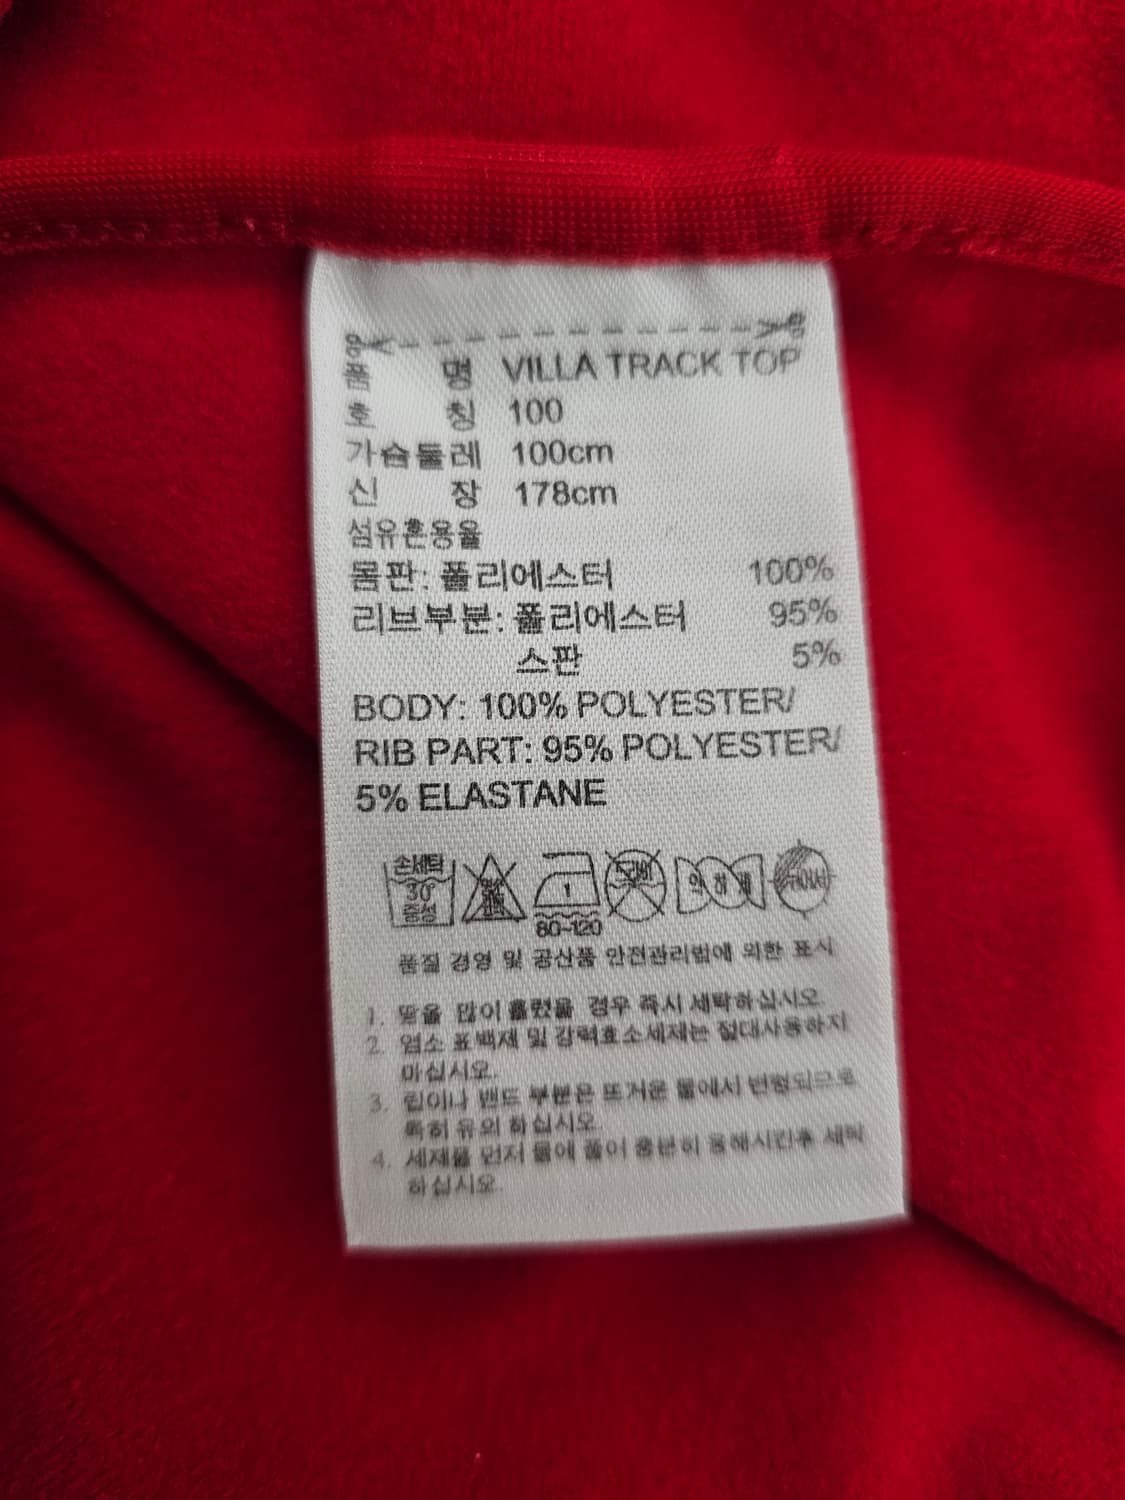 품 명 VILLA TRACK TOP
호 칭 100
가슴둘레 100cm
신 장 178cm
섬유혼용율
몸판: 폴리에스터 100%
리브부분: 폴리에스터 95%
스판 5%
BODY: 100% POLYESTER/
RIB PART: 95% POLYESTER/
5% ELASTANE
손세탁 30° 중성 1 80~120 드라이 약하게
품질 경영 및 공산품 안전관리법에 의한 표시
1. 땀을 많이 흘렸을 경우 즉시 세탁하십시오.
2. 염소 표백제 및 강력효소세제는 절대사용하지
마십시오.
3. 립이나 밴드 부분은 뜨거운 물에서 변형되므로
특히 유의 하십시오.
4. 세제를 먼저 물에 풀어 충분히 용해시킨후 세탁
하십시오.